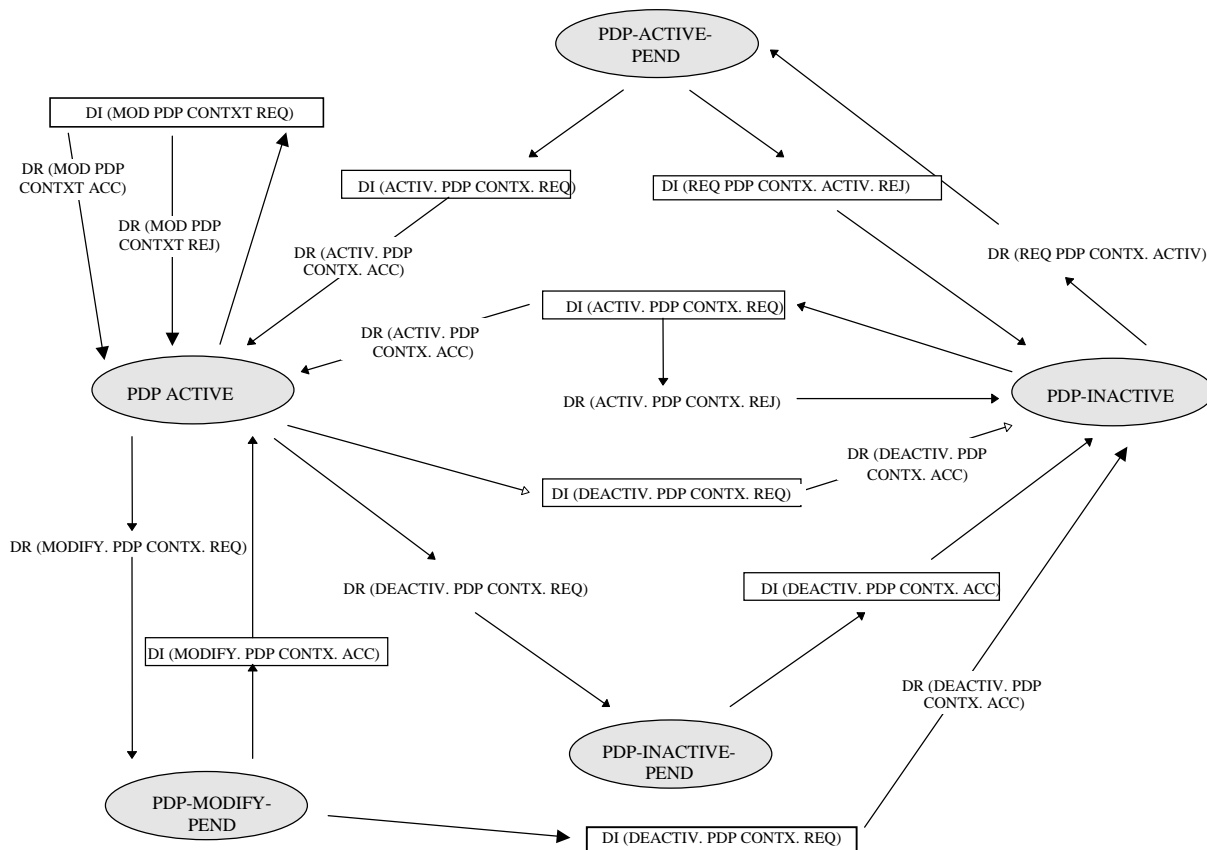 PDP-ACTIVE-
PEND
DI (MOD PDP CONTXT REQ)
DR (MOD PDP
CONTXT ACC)
DI (ACTIV. PDP CONTX. REQ)
DI (REQ PDP CONTX. ACTIV. REJ)
DR (MOD PDP
CONTXT REJ)
DR (ACTIV. PDP
CONTX. ACC)
DR (REQ PDP CONTX. ACTIV)
DI (ACTIV. PDP CONTX. REQ)
DR (ACTIV. PDP
CONTX. ACC)
PDP ACTIVE
DR (ACTIV. PDP CONTX. REJ)
PDP-INACTIVE
DR (DEACTIV. PDP
CONTX. ACC)
DI (DEACTIV. PDP CONTX. REQ)
DR (MODIFY. PDP CONTX. REQ)
DR (DEACTIV. PDP CONTX. REQ)
DI (DEACTIV. PDP CONTX. ACC)
DI (MODIFY. PDP CONTX. ACC)
DR (DEACTIV. PDP
CONTX. ACC)
PDP-INACTIVE-
PEND
PDP-MODIFY-
PEND
DI (DEACTIV. PDP CONTX. REQ)